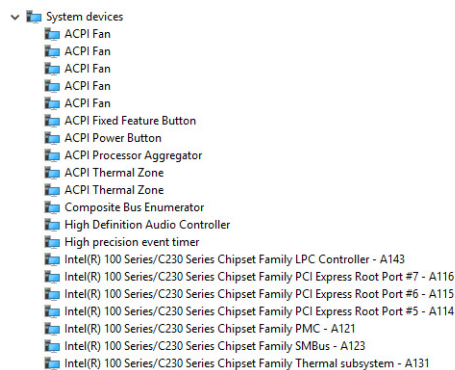 System devices
ACPI Fan
ACPI Fan
ACPI Fan
ACPI Fan
ACPI Fan
ACPI Fixed Feature Button
ACPI Power Button
ACPI Processor Aggregator
ACPI Thermal Zone
ACPI Thermal Zone
Composite Bus Enumerator
High Definition Audio Controller
High precision event timer
Intel(R) 100 Series/C230 Series Chipset Family LPC Controller - A143
Intel(R) 100 Series/C230 Series Chipset Family PCI Express Root Port #7 - A116
Intel(R) 100 Series/C230 Series Chipset Family PCI Express Root Port #6 - A115
Intel(R) 100 Series/C230 Series Chipset Family PCI Express Root Port #5 - A114
Intel(R) 100 Series/C230 Series Chipset Family PMC - A121
Intel(R) 100 Series/C230 Series Chipset Family SMBus - A123
Intel(R) 100 Series/C230 Series Chipset Family Thermal subsystem - A131